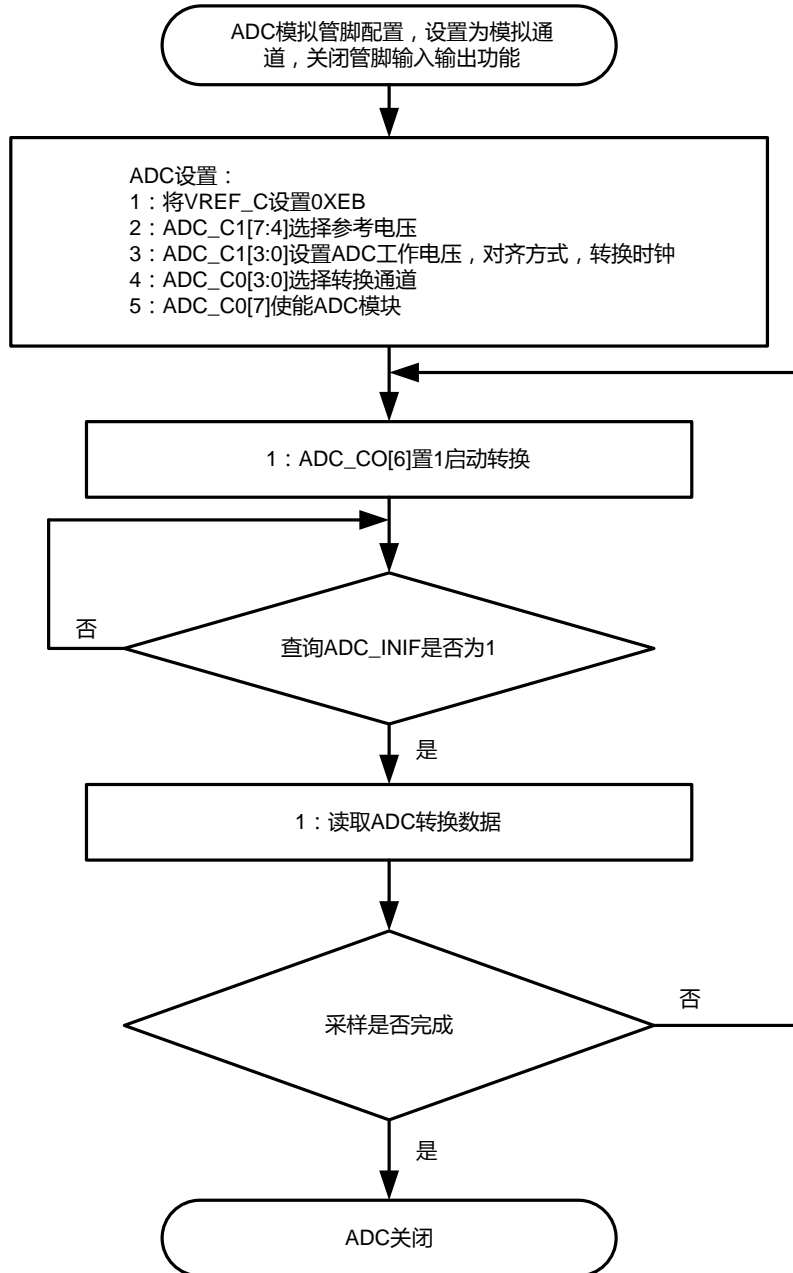 ADC模拟管脚配置，设置为模拟通
道，关闭管脚输入输出功能
ADC设置：
1：将VREF_C设置0XEB
2：ADC_C1[7:4]选择参考电压
3：ADC_C1[3:0]设置ADC工作电压，对齐方式，转换时钟
4：ADC_C0[3:0]选择转换通道
5：ADC_C0[7]使能ADC模块
1：ADC_CO[6]置1启动转换
否
查询ADC_INIF是否为1
是
1：读取ADC转换数据
采样是否完成
否
是
ADC关闭